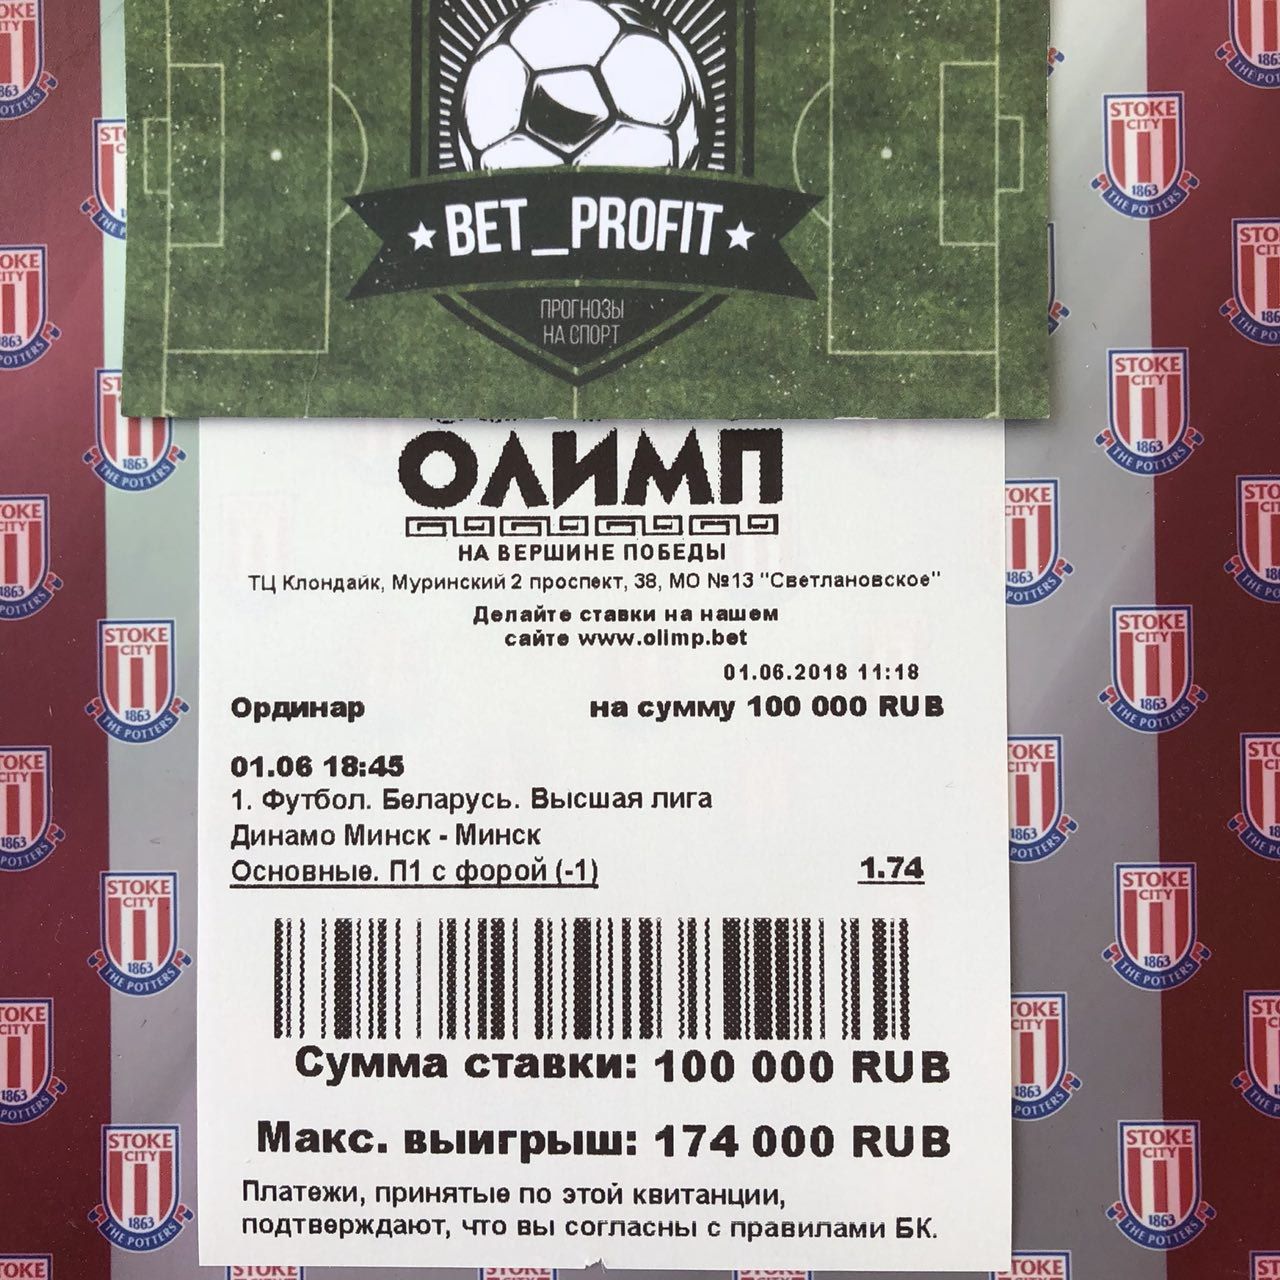 ★ BET_PROFIT ★
ПРОГНОЗЫ
НА СПОРТ
ОЛИМП
НА ВЕРШИНЕ ПОБЕДЫ
ТЦ Клондайк, Муринский 2 проспект, 38, МО №13 "Светлановское"
Делайте ставки на нашем
сайте www.olimp.bet
01.06.2018 11:18
Ординар на сумму 100 000 RUB
01.06 18:45
1. Футбол. Беларусь. Высшая лига
Динамо Минск - Минск
Основные. П1 с форой (-1) 1.74
Сумма ставки: 100 000 RUB
Макс. выигрыш: 174 000 RUB
Платежи, принятые по этой квитанции,
подтверждают, что вы согласны с правилами БК.
STOKE
CITY
1863
THE POTTERS